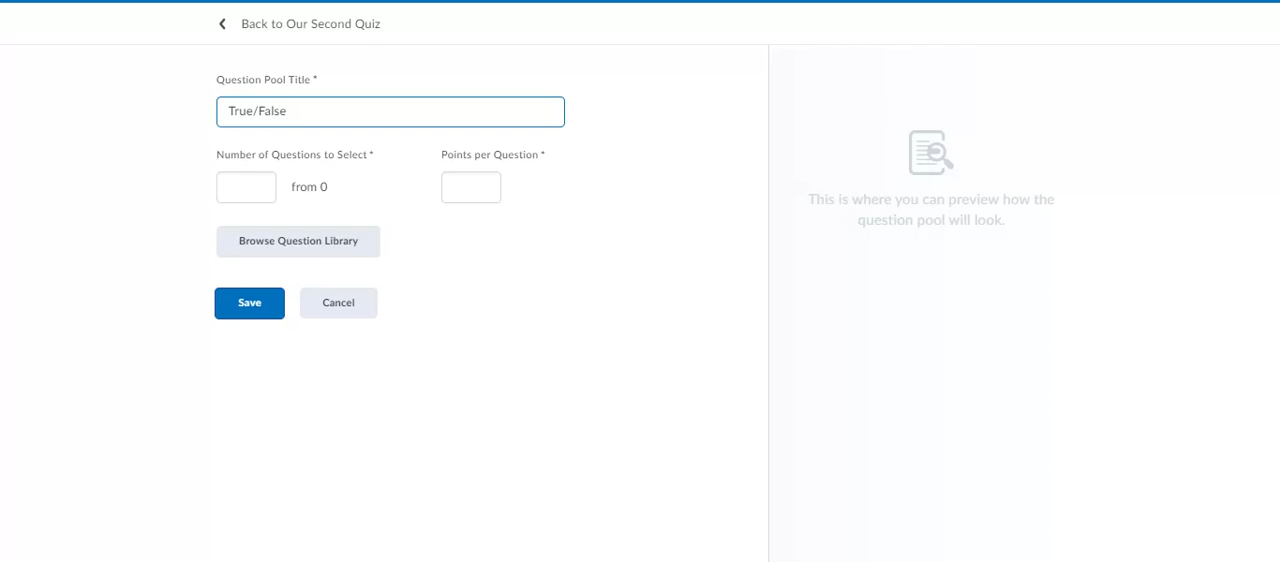 Back to Our Second Quiz
Question Pool Title *
True/False
Number of Questions to Select *
Points per Question *
from 0
Browse Question Library
Save
Cancel
This is where you can preview how the
question pool will look.